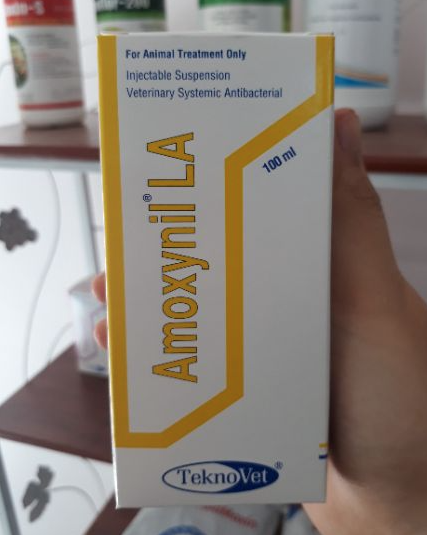 For Animal Treatment Only
Injectable Suspension
Veterinary Systemic Antibacterial
Amoxynil® LA
100 ml
TeknoVet®